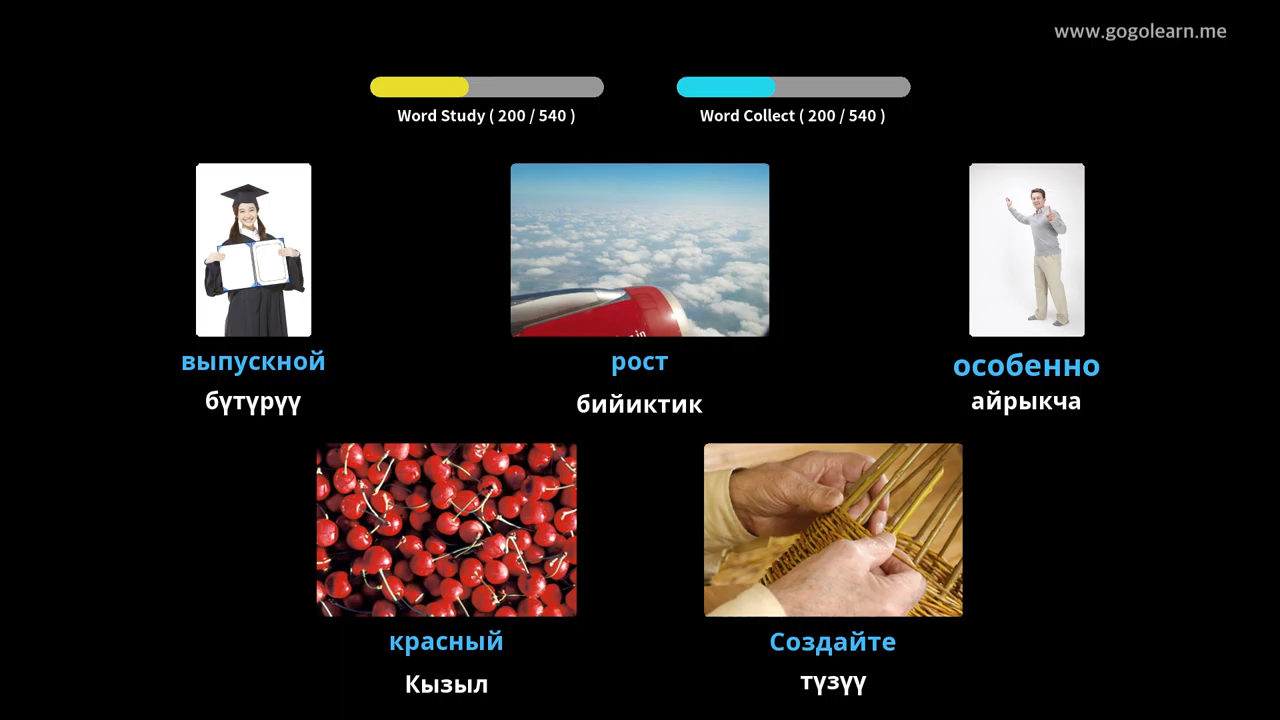 www.gogolearn.me
Word Study ( 200 / 540 )
Word Collect ( 200 / 540 )
выпускной
бүтүрүү
рост
бийиктик
особенно
айрыкча
красный
Кызыл
Создайте
түзүү